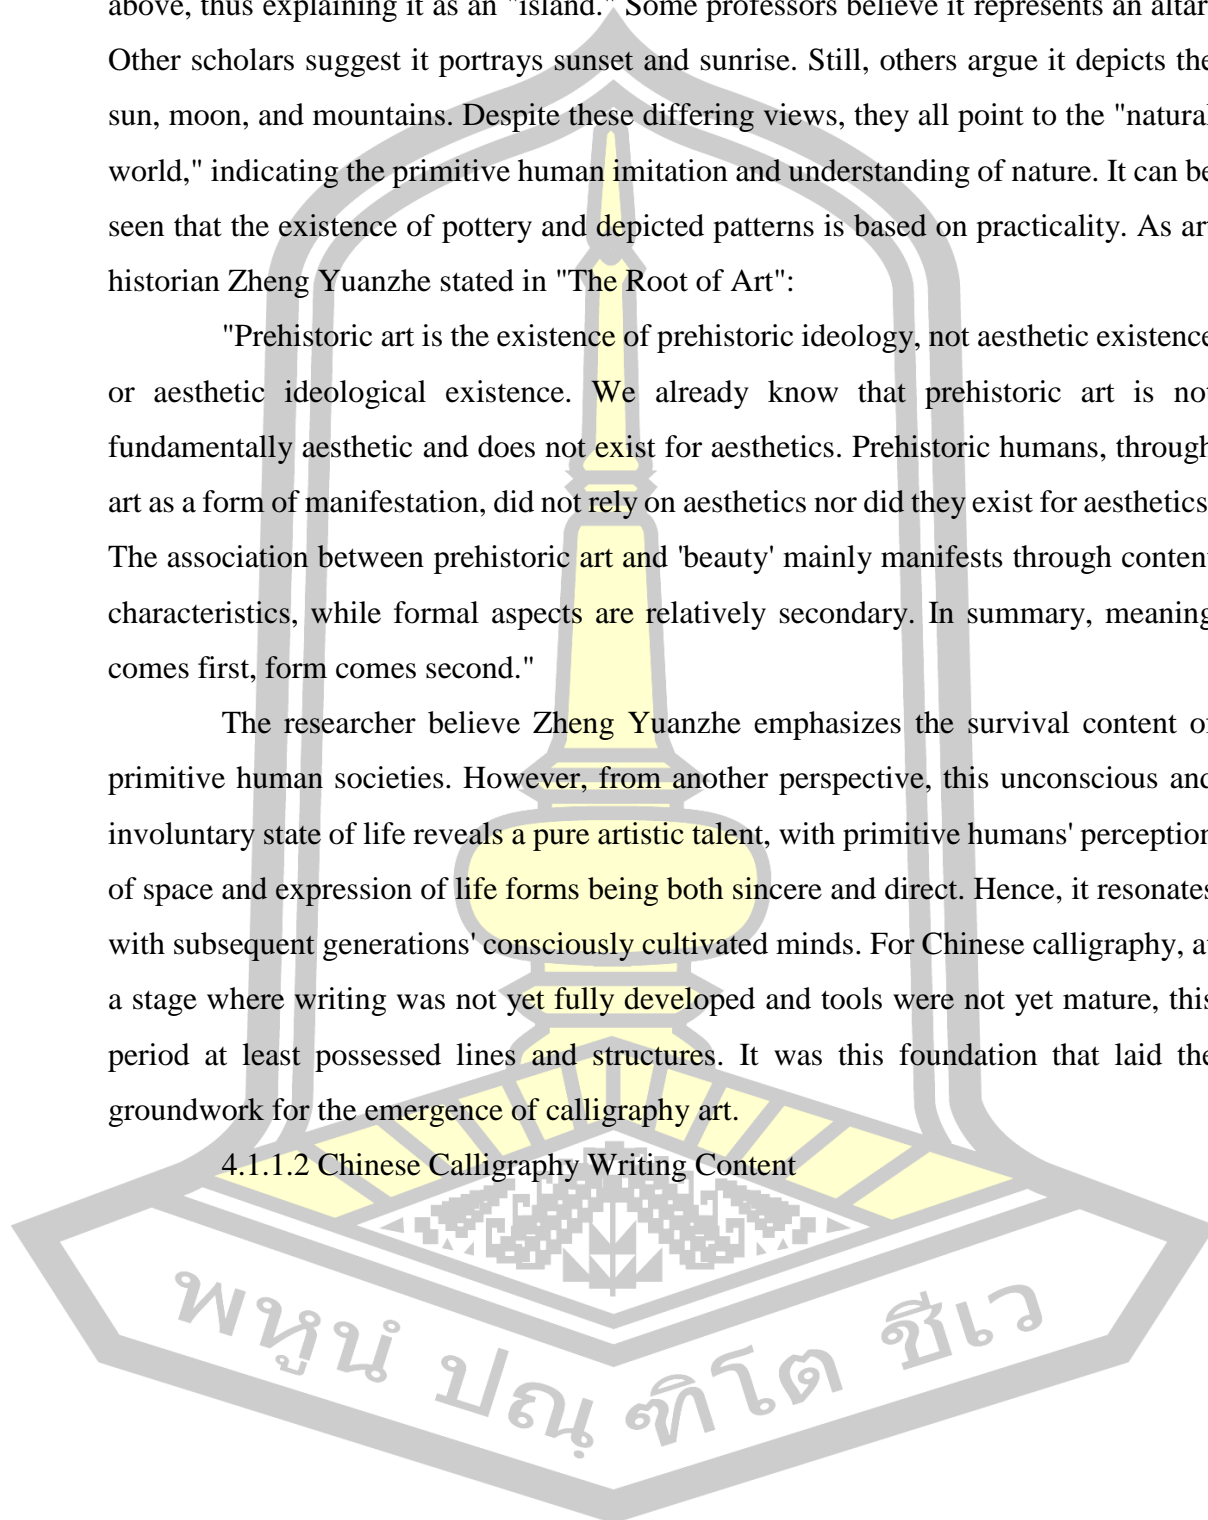 above, thus explaining it as an "island." Some professors believe it represents an altar
Other scholars suggest it portrays sunset and sunrise. Still, others argue it depicts the
sun, moon, and mountains. Despite these differing views, they all point to the "natural
world," indicating the primitive human imitation and understanding of nature. It can be
seen that the existence of pottery and depicted patterns is based on practicality. As art
historian Zheng Yuanzhe stated in "The Root of Art":
"Prehistoric art is the existence of prehistoric ideology, not aesthetic existence
or aesthetic ideological existence. We already know that prehistoric art is not
fundamentally aesthetic and does not exist for aesthetics. Prehistoric humans, through
art as a form of manifestation, did not rely on aesthetics nor did they exist for aesthetics.
The association between prehistoric art and 'beauty' mainly manifests through content
characteristics, while formal aspects are relatively secondary. In summary, meaning
comes first, form comes second."
The researcher believe Zheng Yuanzhe emphasizes the survival content of
primitive human societies. However, from another perspective, this unconscious and
involuntary state of life reveals a pure artistic talent, with primitive humans' perception
of space and expression of life forms being both sincere and direct. Hence, it resonates
with subsequent generations' consciously cultivated minds. For Chinese calligraphy, at
a stage where writing was not yet fully developed and tools were not yet mature, this
period at least possessed lines and structures. It was this foundation that laid the
groundwork for the emergence of calligraphy art.
4.1.1.2 Chinese Calligraphy Writing Content
พหูนํ ปณฺฑิโต ชีเว